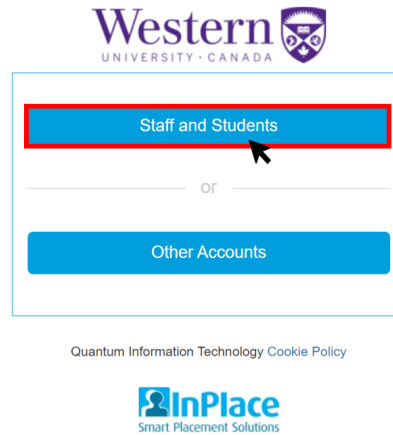 Western
UNIVERSITY · CANADA
Staff and Students
or
Other Accounts
Quantum Information Technology Cookie Policy
InPlace
Smart Placement Solutions